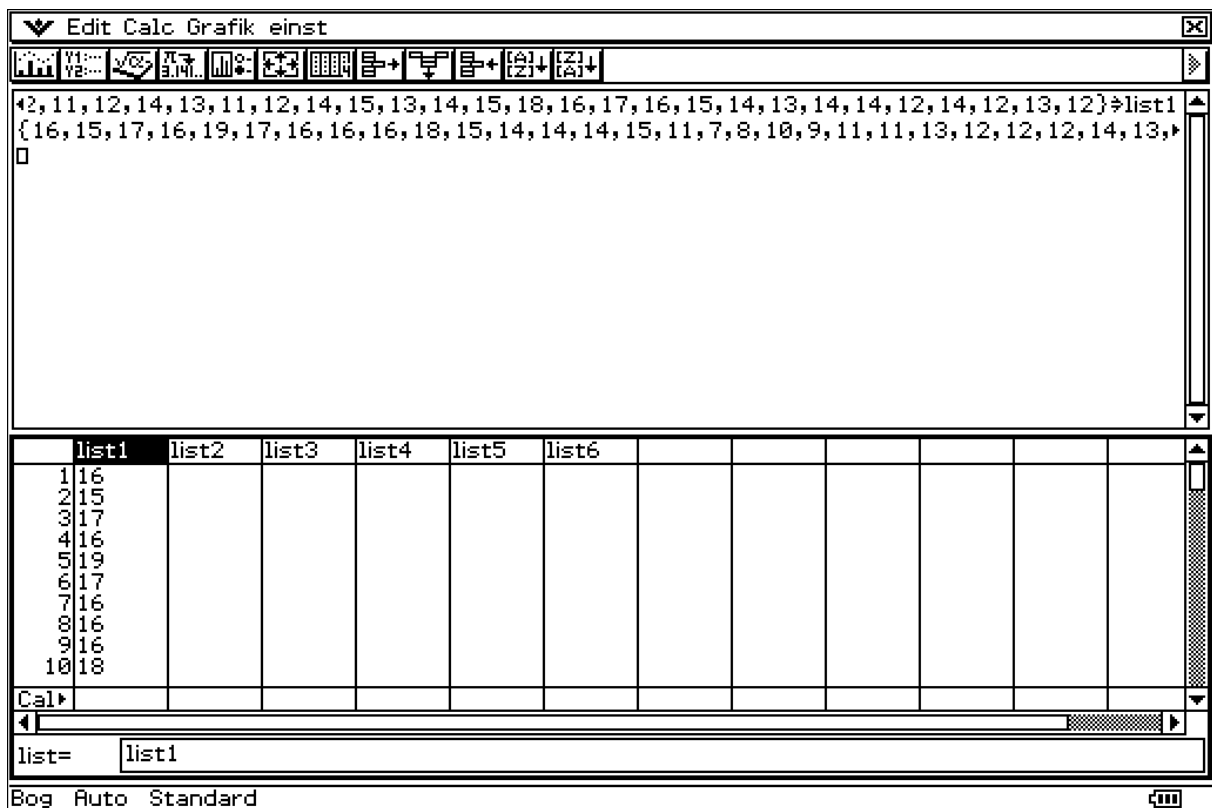 Edit Calc Grafik einst
2,11,12,14,13,11,12,14,15,13,14,15,18,16,17,16,15,14,13,14,14,12,14,12,13,12}⇒list1
{16,15,17,16,19,17,16,16,16,18,15,14,14,14,15,11,7,8,10,9,11,11,13,12,12,12,14,13,
list1 list2 list3 list4 list5 list6
1 16
2 15
3 17
4 16
5 19
6 17
7 16
8 16
9 16
10 18
Cal
list= list1
Bog Auto Standard